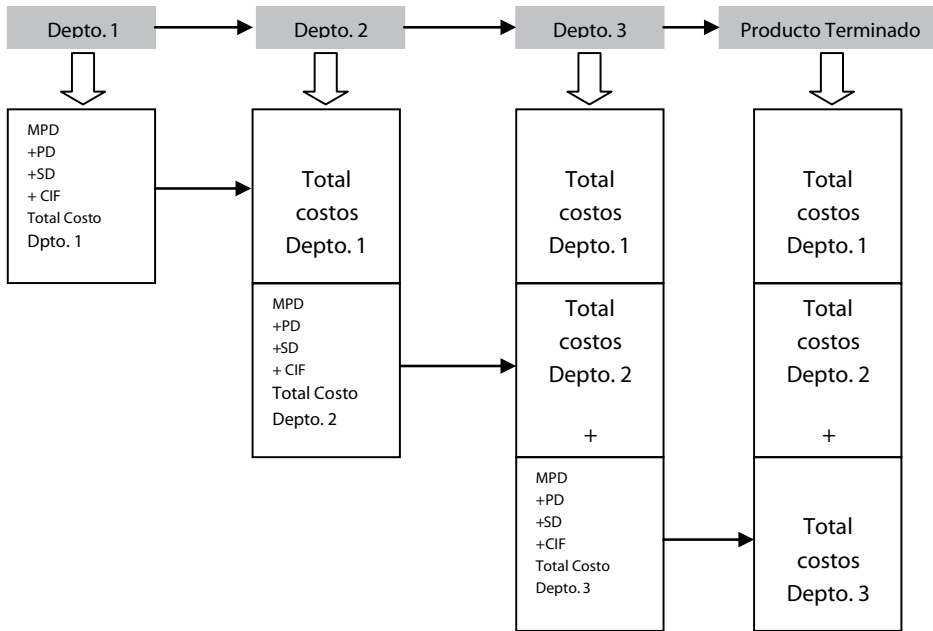 Depto. 1
Depto. 2
Depto. 3
Producto Terminado
MPD
+PD
+SD
+ CIF
Total Costo
Dpto. 1
Total
costos
Depto. 1
MPD
+PD
+SD
+ CIF
Total Costo
Depto. 2
Total
costos
Depto. 1
Total
costos
Depto. 2
+
MPD
+PD
+SD
+CIF
Total Costo
Depto. 3
Total
costos
Depto. 1
Total
costos
Depto. 2
+
Total
costos
Depto. 3